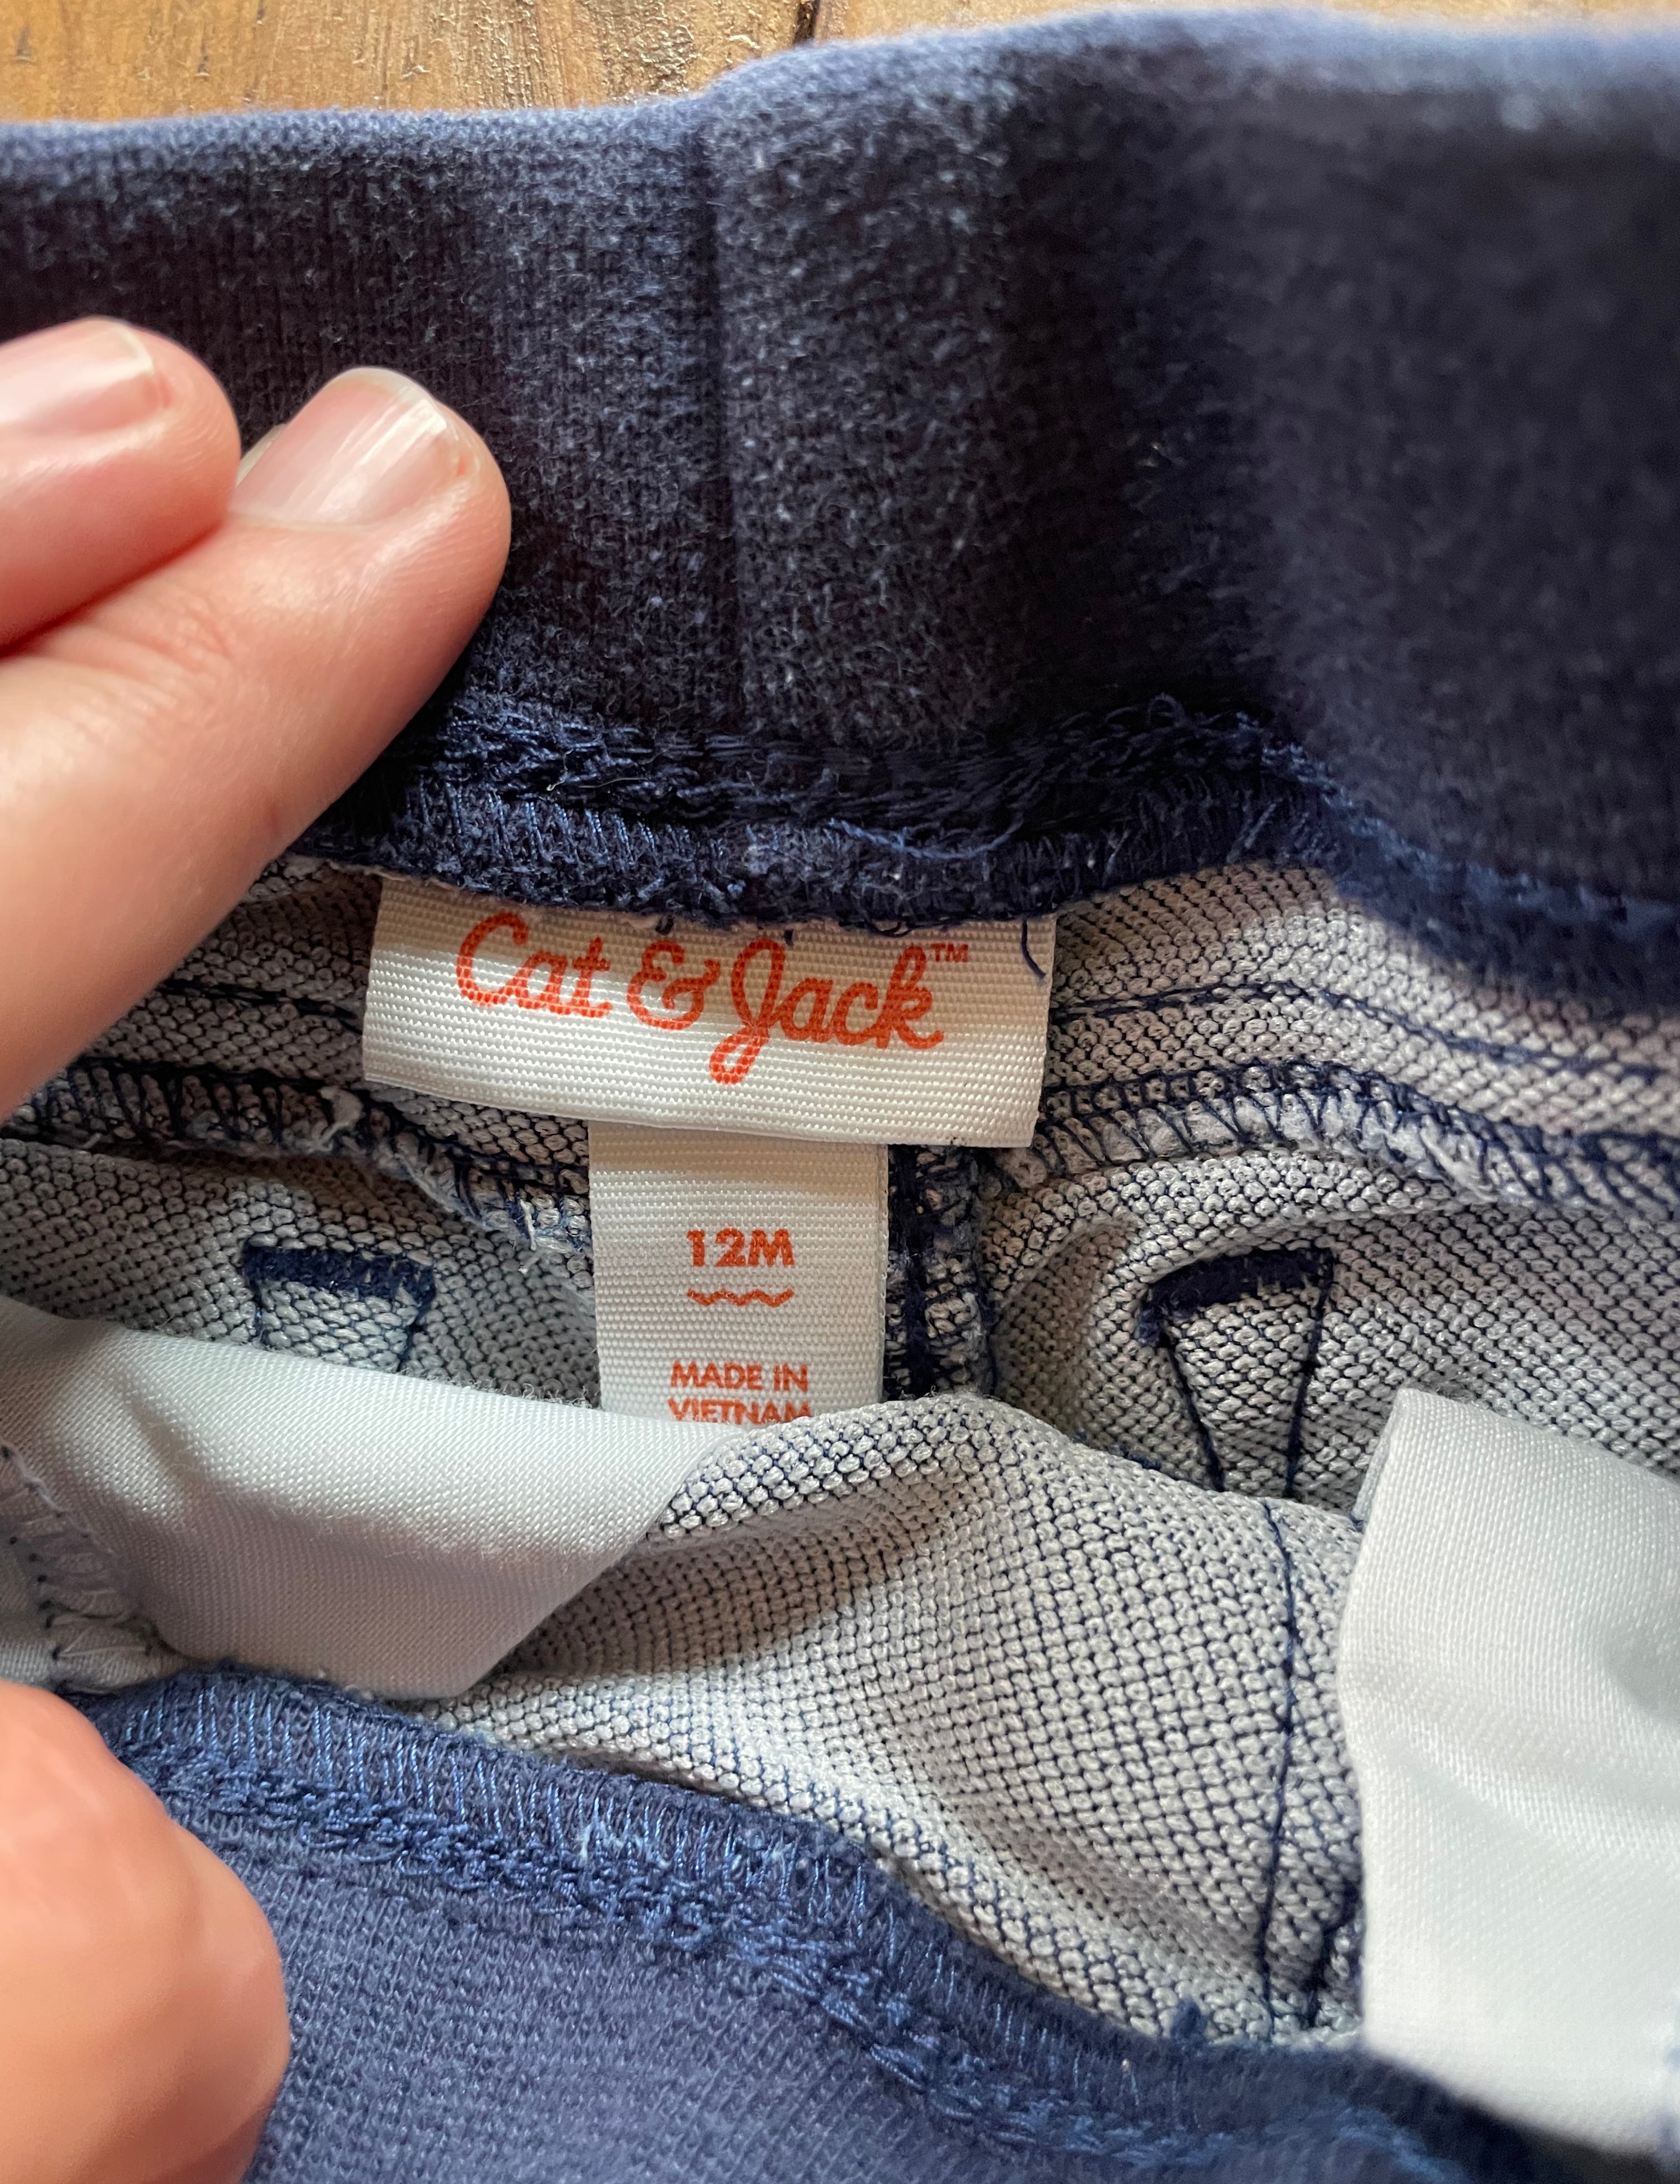 Cat & Jack™
12M
MADE IN
VIETNAM